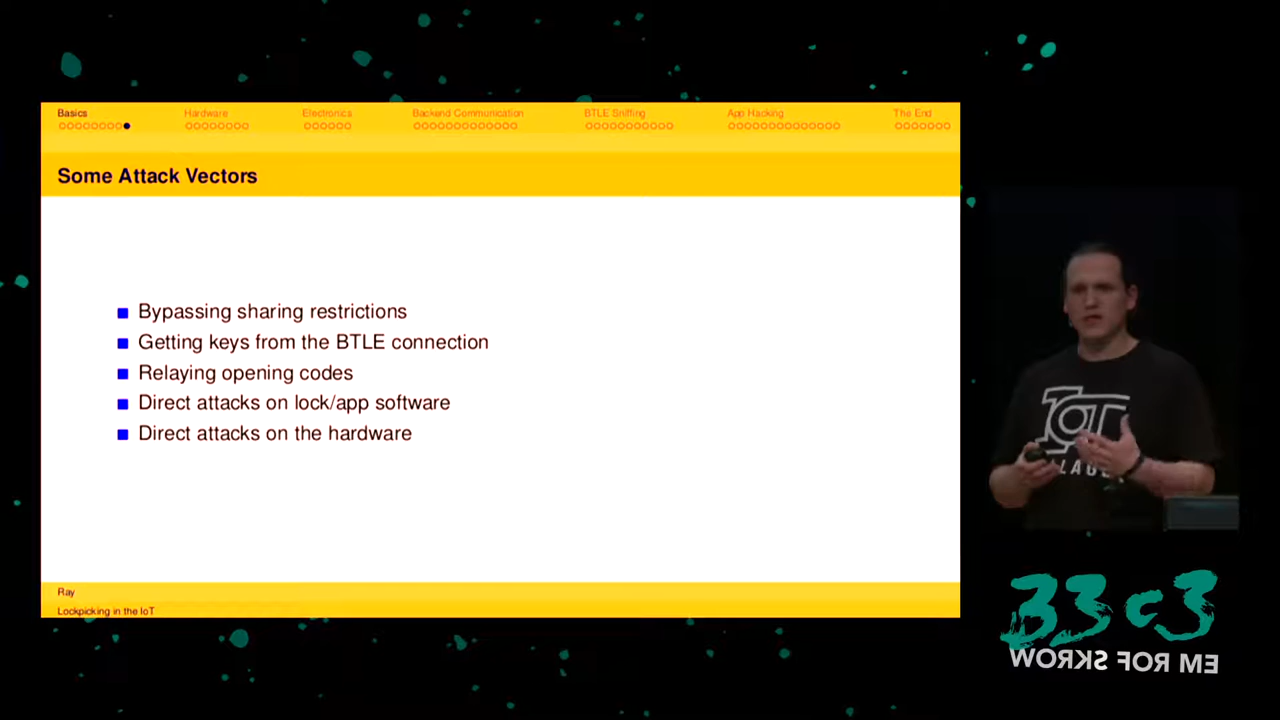 Basics
Hardware
Electronics
Backend Communication
BTLE Sniffing
App Hacking
The End
Some Attack Vectors
Bypassing sharing restrictions
Getting keys from the BTLE connection
Relaying opening codes
Direct attacks on lock/app software
Direct attacks on the hardware
Ray
Lockpicking in the IoT
IOT
33c3
WORKS FOR ME